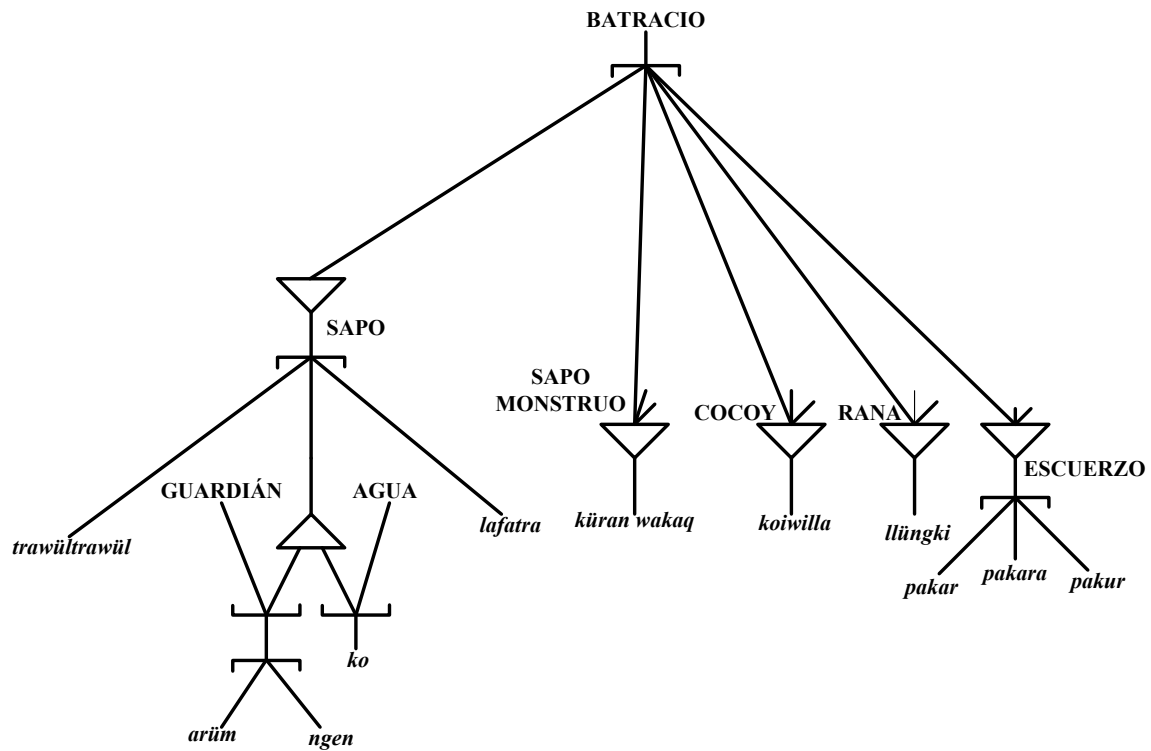 BATRACIO
SAPO
SAPO
MONSTRUO
COCOY
RANA
ESCUERZO
GUARDIÁN
AGUA
trawültrawül
lafatra
küran wakaq
koiwilla
llüngki
pakar
pakara
pakur
ko
arüm
ngen